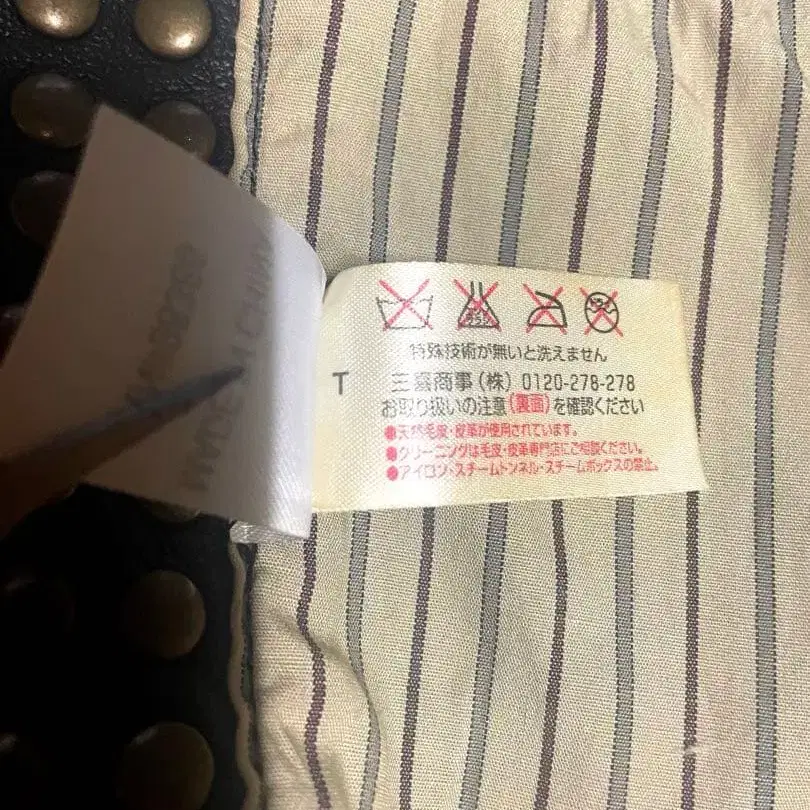 MADE IN CHINA
特殊技術が無いと洗えません
T 三喜商事(株) 0120-278-278
お取り扱いの注意(裏面)を確認ください
●天然毛皮・皮革が使用されています。
●クリーニングは毛皮・皮革専門店にご相談ください。
●アイロン・スチームトンネル・スチームボックスの禁止。